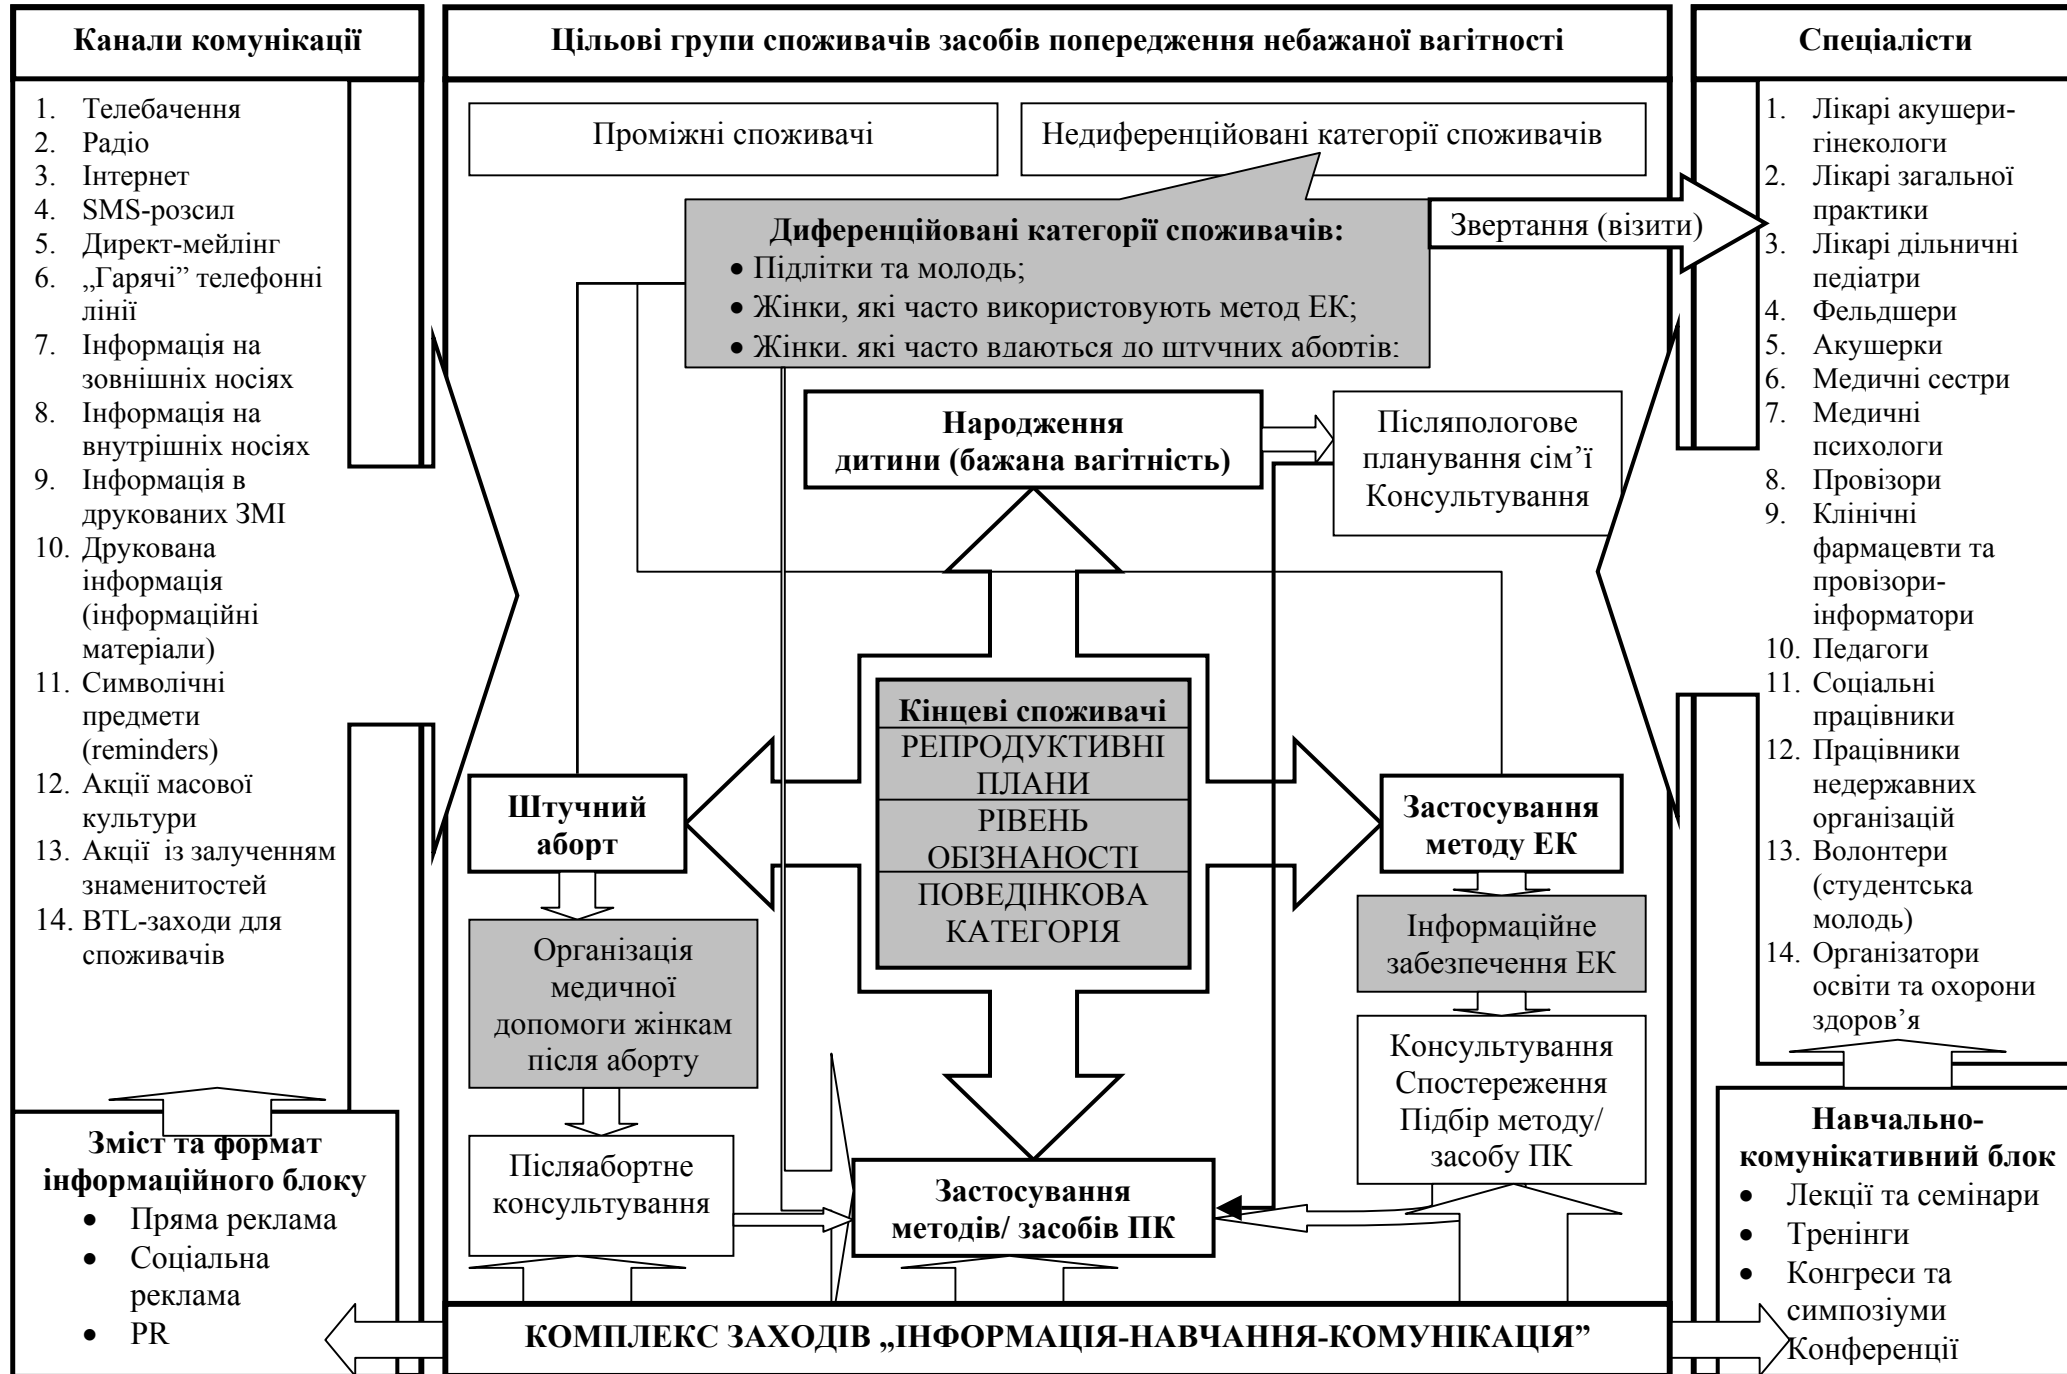 Канали комунікації
1. Телебачення
2. Радіо
3. Інтернет
4. SMS-розсил
5. Директ-мейлінг
6. „Гарячі” телефонні
лінії
7. Інформація на
зовнішніх носіях
8. Інформація на
внутрішніх носіях
9. Інформація в
друкованих ЗМІ
10. Друкована
інформація
(інформаційні
матеріали)
11. Символічні
предмети
(reminders)
12. Акції масової
культури
13. Акції із залученням
знаменитостей
14. BTL-заходи для
споживачів
Зміст та формат
інформаційного блоку
• Пряма реклама
• Соціальна
реклама
• PR
Цільові групи споживачів засобів попередження небажаної вагітності
Проміжні споживачі
Недиференційовані категорії споживачів
Диференційовані категорії споживачів:
• Підлітки та молодь;
• Жінки, які часто використовують метод ЕК;
• Жінки, які часто вдаються до штучних абортів;
Звертання (візити)
Народження
дитини (бажана вагітність)
Післяпологове
планування сім’ї
Консультування
Кінцеві споживачі
РЕПРОДУКТИВНІ
ПЛАНИ
РІВЕНЬ
ОБІЗНАНОСТІ
ПОВЕДІНКОВА
КАТЕГОРІЯ
Штучний
аборт
Організація
медичної
допомоги жінкам
після аборту
Післяабортне
консультування
Застосування
методу ЕК
Інформаційне
забезпечення ЕК
Консультування
Спостереження
Підбір методу/
засобу ПК
Застосування
методів/ засобів ПК
КОМПЛЕКС ЗАХОДІВ „ІНФОРМАЦІЯ-НАВЧАННЯ-КОМУНІКАЦІЯ”
Спеціалісти
1. Лікарі акушери-
гінекологи
2. Лікарі загальної
практики
3. Лікарі дільничні
педіатри
4. Фельдшери
5. Акушерки
6. Медичні сестри
7. Медичні
психологи
8. Провізори
9. Клінічні
фармацевти та
провізори-
інформатори
10. Педагоги
11. Соціальні
працівники
12. Працівники
недержавних
організацій
13. Волонтери
(студентська
молодь)
14. Організатори
освіти та охорони
здоров’я
Навчально-
комунікативний блок
• Лекції та семінари
• Тренінги
• Конгреси та
симпозіуми
Конференції